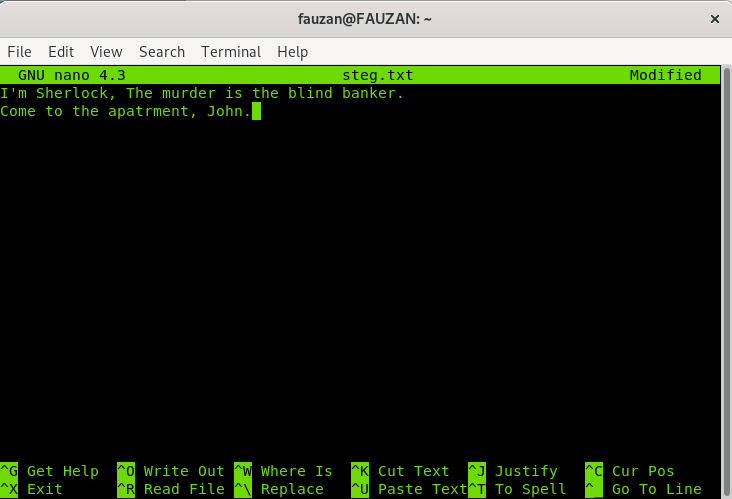 fauzan@FAUZAN: ~ ×
File Edit View Search Terminal Help
GNU nano 4.3 steg.txt Modified
I'm Sherlock, The murder is the blind banker.
Come to the apatrment, John.
^G Get Help ^O Write Out ^W Where Is ^K Cut Text ^J Justify ^C Cur Pos
^X Exit ^R Read File ^\ Replace ^U Paste Text ^T To Spell ^_ Go To Line